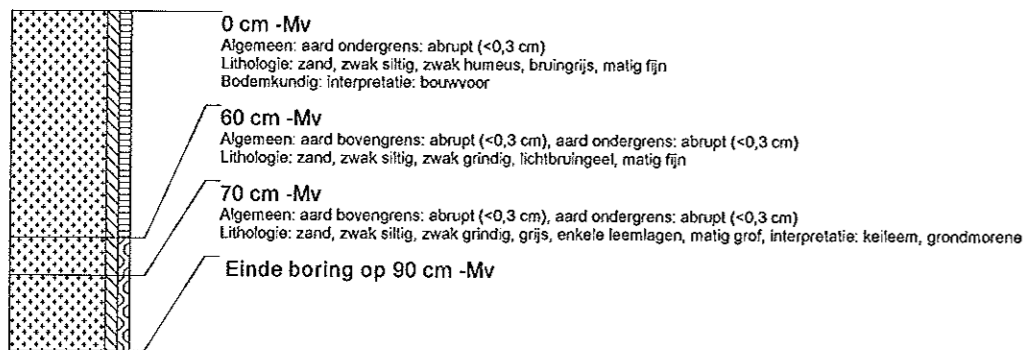 0 cm -Mv
Algemeen: aard ondergrens: abrupt (<0,3 cm)
Lithologie: zand, zwak siltig, zwak humeus, bruingrijs, matig fijn
Bodemkundig: interpretatie: bouwvoor
60 cm -Mv
Algemeen: aard bovengrens: abrupt (<0,3 cm), aard ondergrens: abrupt (<0,3 cm)
Lithologie: zand, zwak siltig, zwak grindig, lichtbruingeel, matig fijn
70 cm -Mv
Algemeen: aard bovengrens: abrupt (<0,3 cm), aard ondergrens: abrupt (<0,3 cm)
Lithologie: zand, zwak siltig, zwak grindig, grijs, enkele leemlagen, matig grof, interpretatie: keileem, grondmorene
Einde boring op 90 cm -Mv